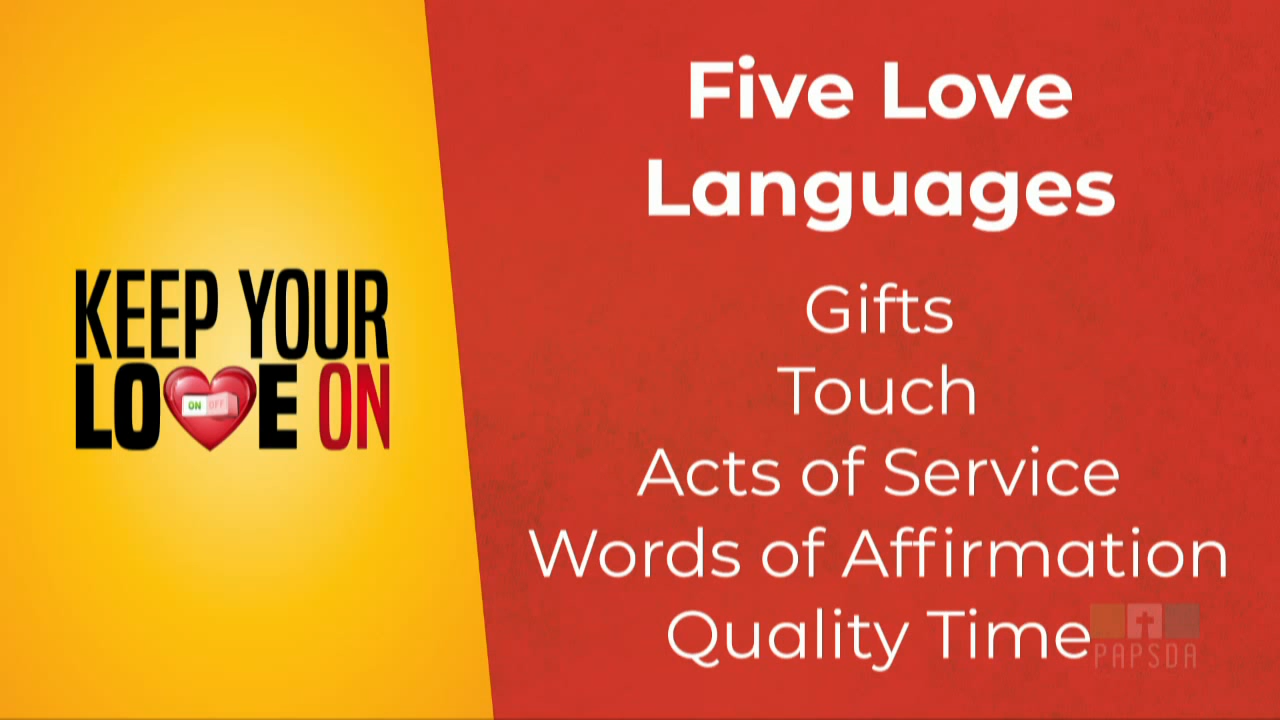 KEEP YOUR
LOVE ON
ON OFF
Five Love
Languages
Gifts
Touch
Acts of Service
Words of Affirmation
Quality Time
PAPSDA